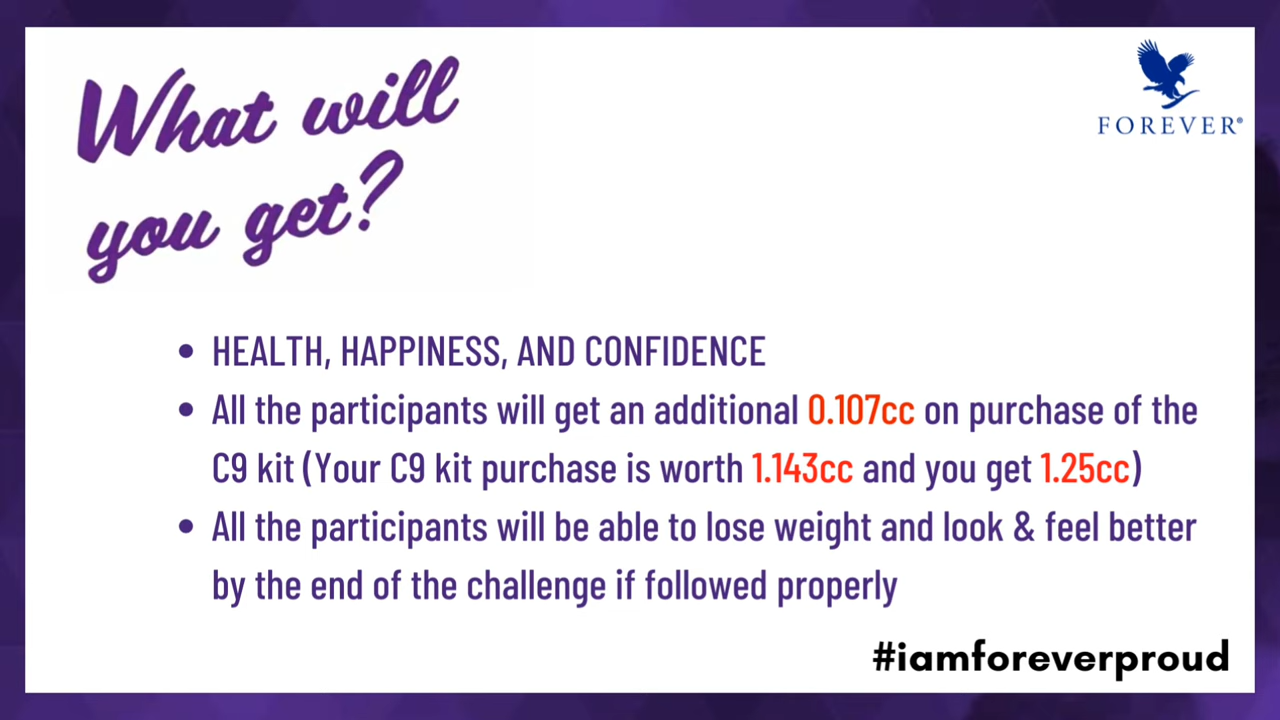 What will
you get?
FOREVER®
• HEALTH, HAPPINESS, AND CONFIDENCE
• All the participants will get an additional 0.107cc on purchase of the
C9 kit (Your C9 kit purchase is worth 1.143cc and you get 1.25cc)
• All the participants will be able to lose weight and look & feel better
by the end of the challenge if followed properly
#iamforeverproud